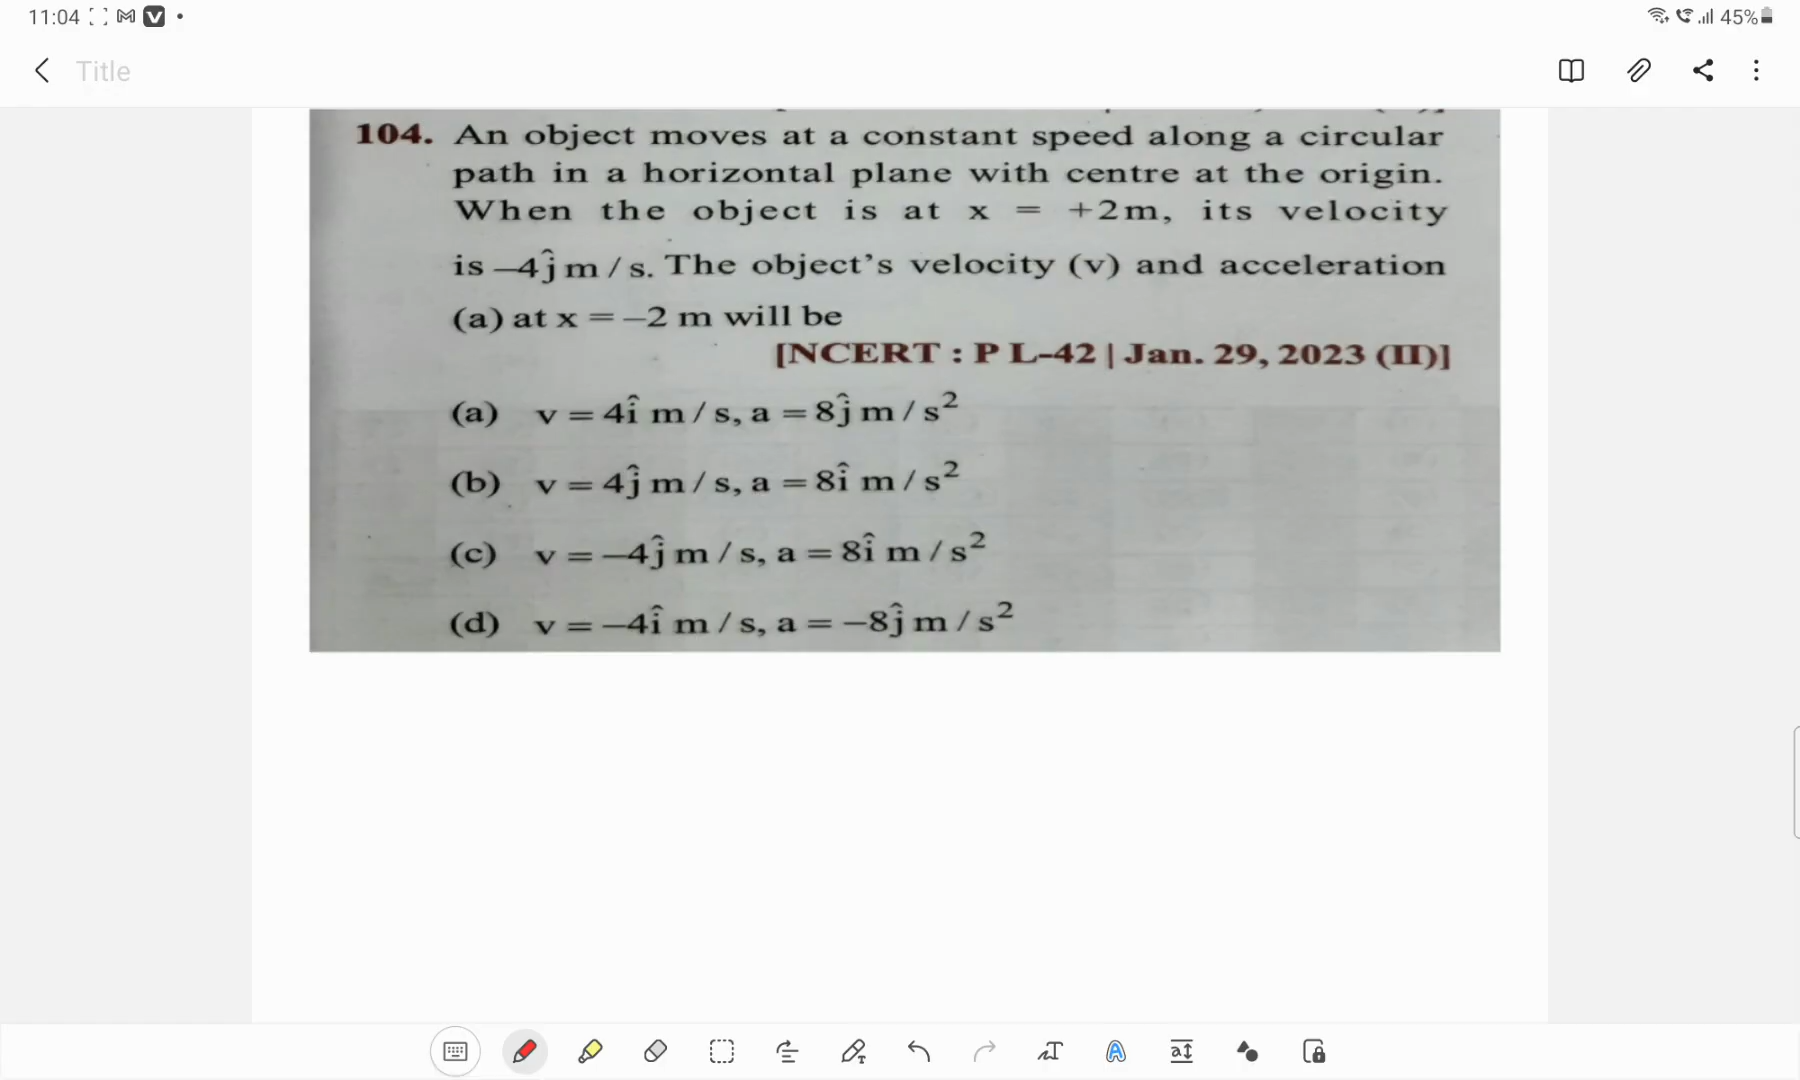 11:04
45%
Title
104. An object moves at a constant speed along a circular
path in a horizontal plane with centre at the origin.
When the object is at x = +2m, its velocity
is –4ĵ m / s. The object’s velocity (v) and acceleration
(a) at x = –2 m will be
[NCERT : P L-42 | Jan. 29, 2023 (II)]
(a) v = 4î m / s, a = 8ĵ m / s²
(b) v = 4ĵ m / s, a = 8î m / s²
(c) v = –4ĵ m / s, a = 8î m / s²
(d) v = –4î m / s, a = –8ĵ m / s²